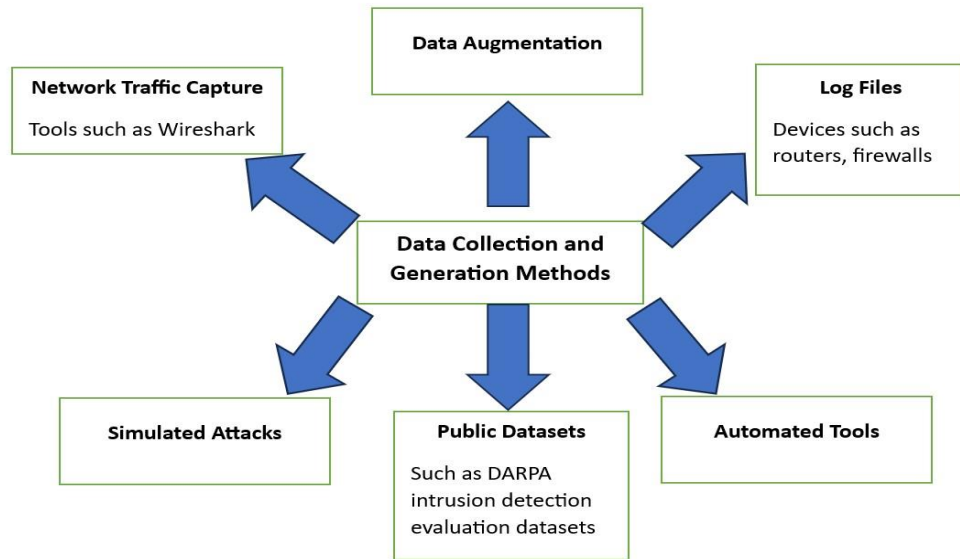 Data Augmentation
Network Traffic Capture
Tools such as Wireshark
Log Files
Devices such as
routers, firewalls
Data Collection and
Generation Methods
Simulated Attacks
Public Datasets
Such as DARPA
intrusion detection
evaluation datasets
Automated Tools